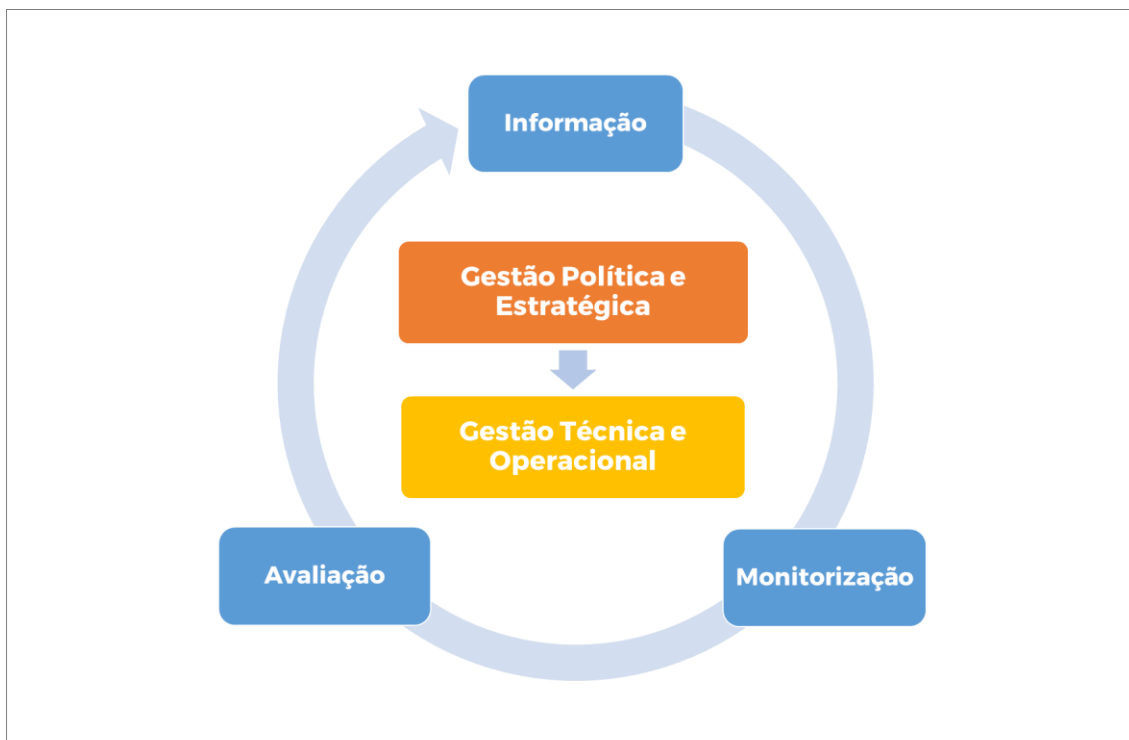 Informação
Gestão Política e
Estratégica
Gestão Técnica e
Operacional
Avaliação
Monitorização